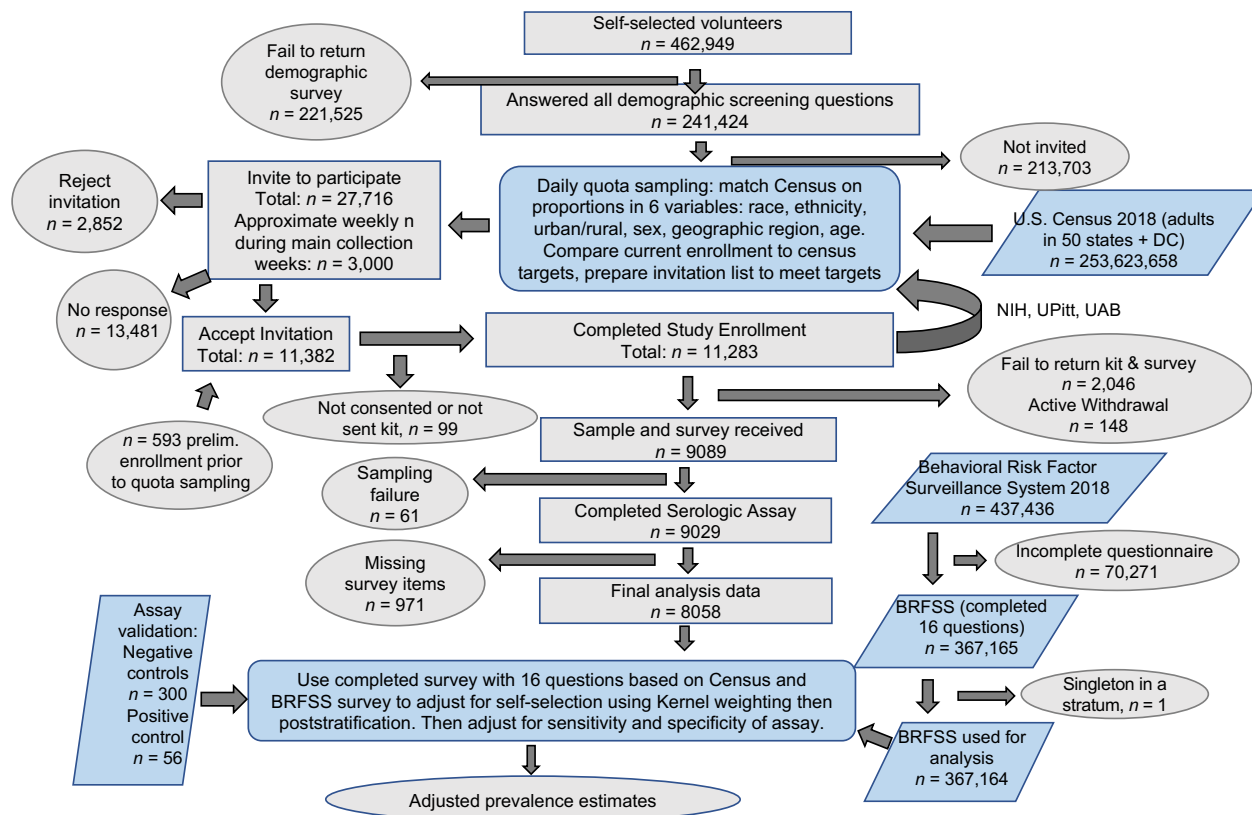 Self-selected volunteers
n = 462,949
Fail to return
demographic
survey
n = 221,525
Answered all demographic screening questions
n = 241,424
Not invited
n = 213,703
Reject
invitation
n = 2,852
Invite to participate
Total: n = 27,716
Approximate weekly n
during main collection
weeks: n = 3,000
Daily quota sampling: match Census on
proportions in 6 variables: race, ethnicity,
urban/rural, sex, geographic region, age.
Compare current enrollment to census
targets, prepare invitation list to meet targets
U.S. Census 2018 (adults
in 50 states + DC)
n = 253,623,658
No response
n = 13,481
Accept Invitation
Total: n = 11,382
Completed Study Enrollment
Total: n = 11,283
NIH, UPitt, UAB
Fail to return kit & survey
n = 2,046
Active Withdrawal
n = 148
Not consented or not
sent kit, n = 99
n = 593 prelim.
enrollment prior
to quota sampling
Sample and survey received
n = 9089
Sampling
failure
n = 61
Behavioral Risk Factor
Surveillance System 2018
n = 437,436
Completed Serologic Assay
n = 9029
Missing
survey items
n = 971
Incomplete questionnaire
n = 70,271
Final analysis data
n = 8058
BRFSS (completed
16 questions)
n = 367,165
Assay
validation:
Negative
controls
n = 300
Positive
control
n = 56
Use completed survey with 16 questions based on Census and
BRFSS survey to adjust for self-selection using Kernel weighting then
poststratification. Then adjust for sensitivity and specificity of assay.
Singleton in a
stratum, n = 1
BRFSS used for
analysis
n = 367,164
Adjusted prevalence estimates